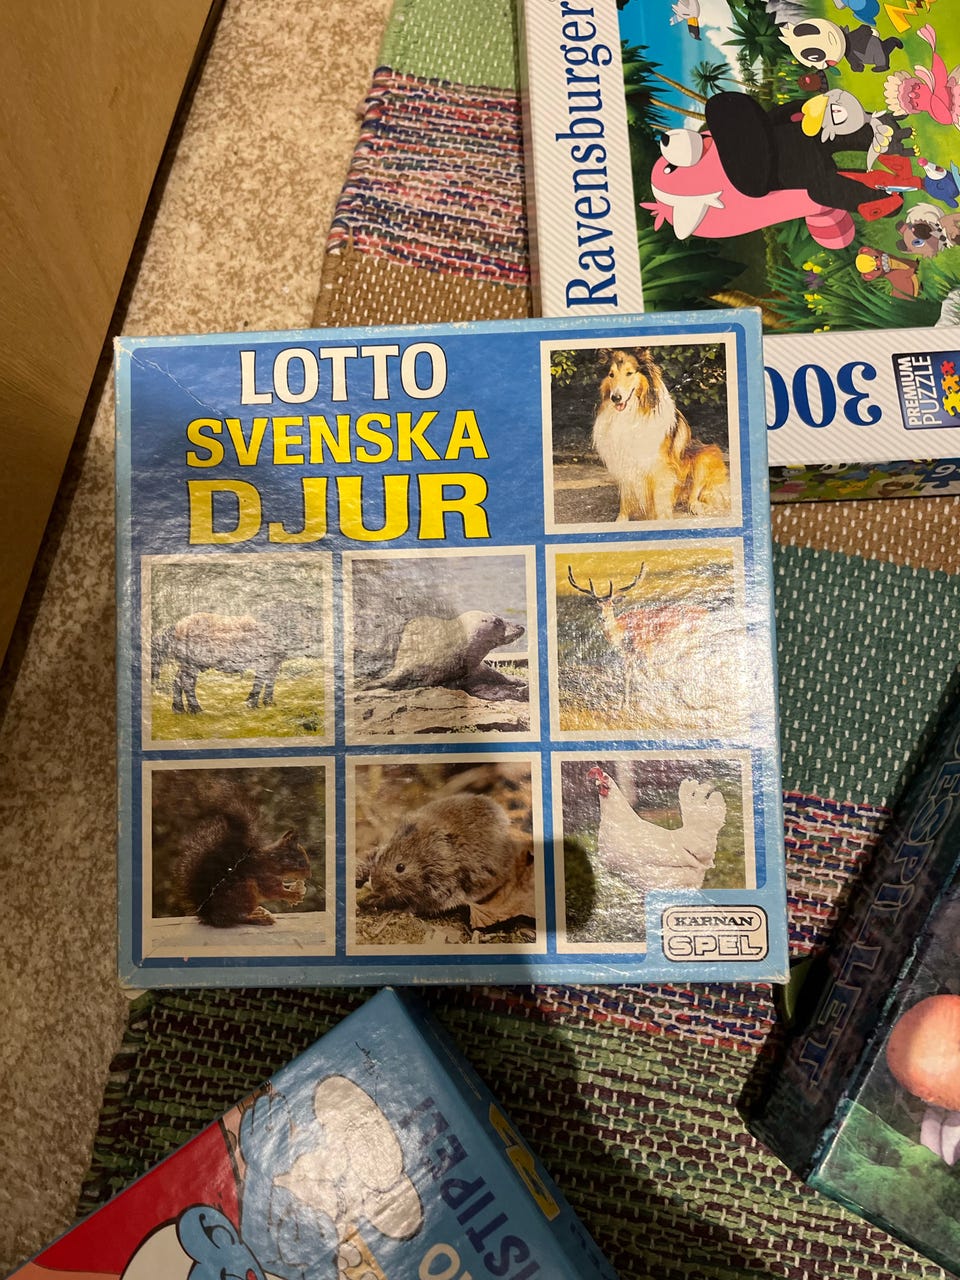 Ravensburger
LOTTO
SVENSKA
DJUR
300
PREMIUM
PUZZLE
KÄRNAN
SPEL